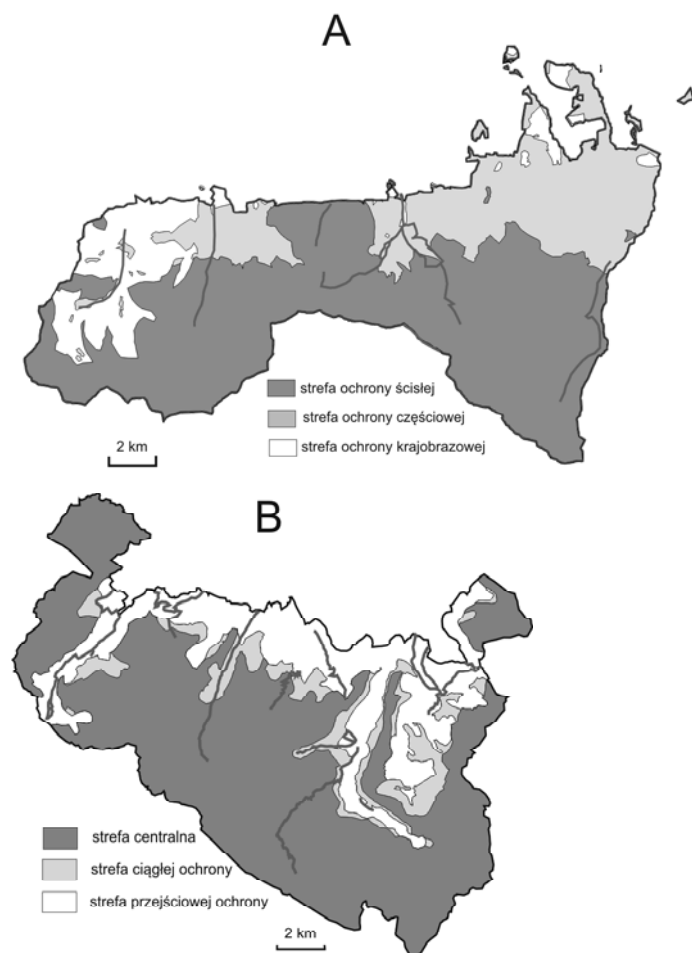 A
strefa ochrony ścisłej
strefa ochrony częściowej
strefa ochrony krajobrazowej
2 km
B
strefa centralna
strefa ciągłej ochrony
strefa przejściowej ochrony
2 km